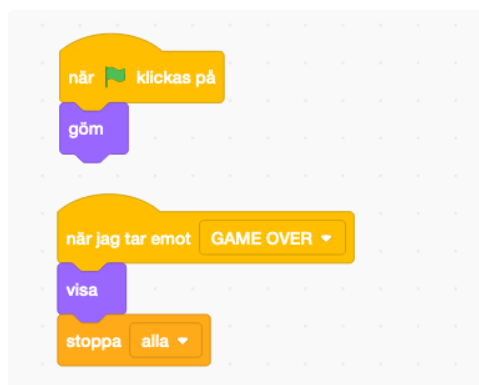 när klickas på
göm
när jag tar emot GAME OVER
visa
stoppa alla